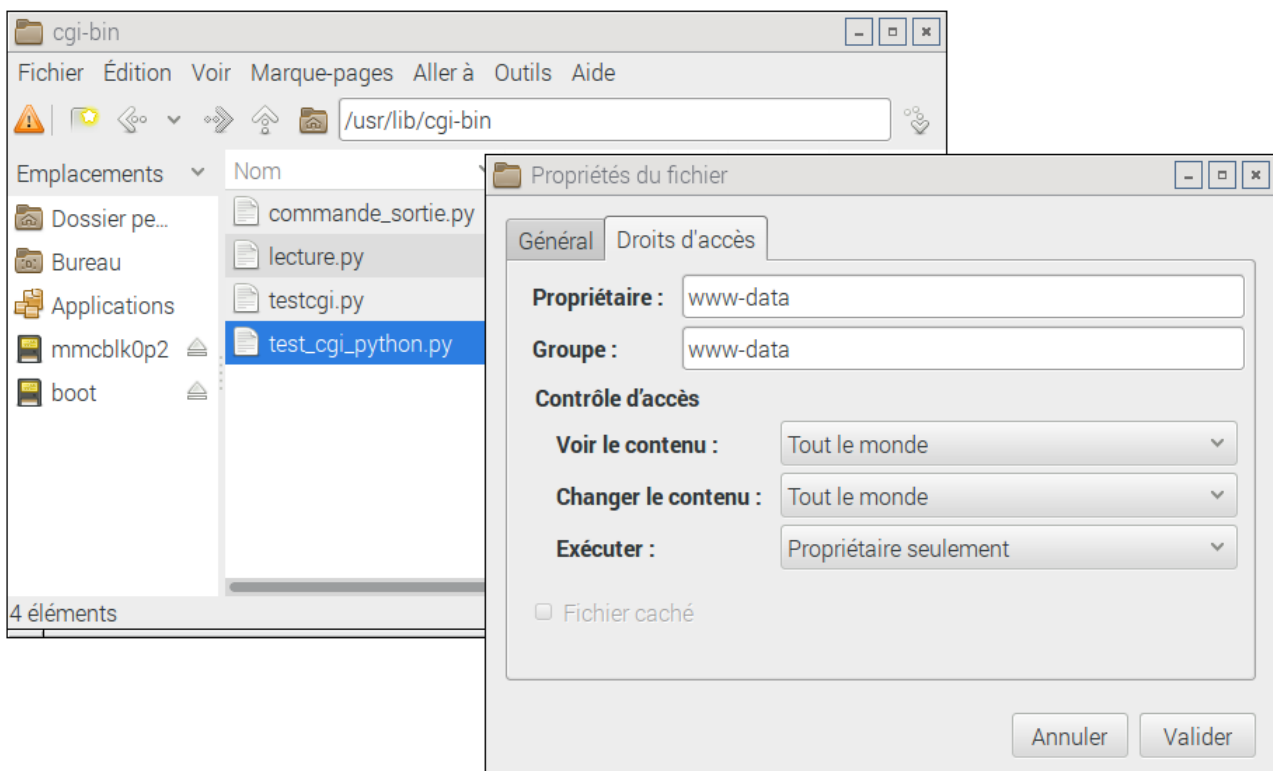 cgi-bin
Fichier Édition Voir Marque-pages Aller à Outils Aide
/usr/lib/cgi-bin
Emplacements
Nom
Dossier pe...
Bureau
Applications
mmcblk0p2
boot
commande_sortie.py
lecture.py
testcgi.py
test_cgi_python.py
4 éléments
Propriétés du fichier
Général Droits d'accès
Propriétaire : www-data
Groupe : www-data
Contrôle d'accès
Voir le contenu : Tout le monde
Changer le contenu : Tout le monde
Exécuter : Propriétaire seulement
Fichier caché
Annuler Valider